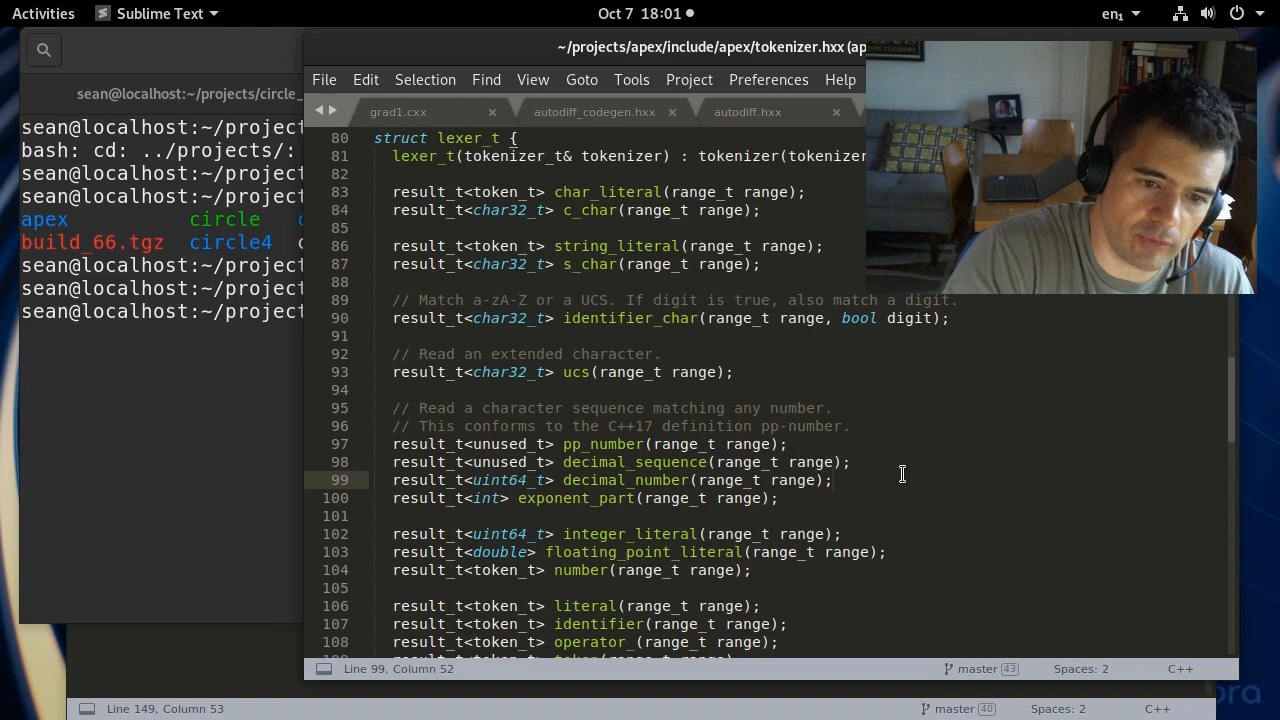 Activities Sublime Text Oct 7 18:01 en₁
~/projects/apex/include/apex/tokenizer.hxx (ap
File Edit Selection Find View Goto Tools Project Preferences Help
sean@localhost:~/projects/circle_
grad1.cxx autodiff_codegen.hxx autodiff.hxx
sean@localhost:~/project
bash: cd: ../projects/:
sean@localhost:~/project
sean@localhost:~/project
apex circle
build_66.tgz circle4
sean@localhost:~/project
sean@localhost:~/project
sean@localhost:~/project
80 struct lexer_t {
81 lexer_t(tokenizer_t& tokenizer) : tokenizer(tokenizer
82
83 result_t<token_t> char_literal(range_t range);
84 result_t<char32_t> c_char(range_t range);
85
86 result_t<token_t> string_literal(range_t range);
87 result_t<char32_t> s_char(range_t range);
88
89 // Match a-zA-Z or a UCS. If digit is true, also match a digit.
90 result_t<char32_t> identifier_char(range_t range, bool digit);
91
92 // Read an extended character.
93 result_t<char32_t> ucs(range_t range);
94
95 // Read a character sequence matching any number.
96 // This conforms to the C++17 definition pp-number.
97 result_t<unused_t> pp_number(range_t range);
98 result_t<unused_t> decimal_sequence(range_t range);
99 result_t<uint64_t> decimal_number(range_t range);
100 result_t<int> exponent_part(range_t range);
101
102 result_t<uint64_t> integer_literal(range_t range);
103 result_t<double> floating_point_literal(range_t range);
104 result_t<token_t> number(range_t range);
105
106 result_t<token_t> literal(range_t range);
107 result_t<token_t> identifier(range_t range);
108 result_t<token_t> operator_(range_t range);
Line 99, Column 52 master 43 Spaces: 2 C++
Line 149, Column 53 master 40 Spaces: 2 C++